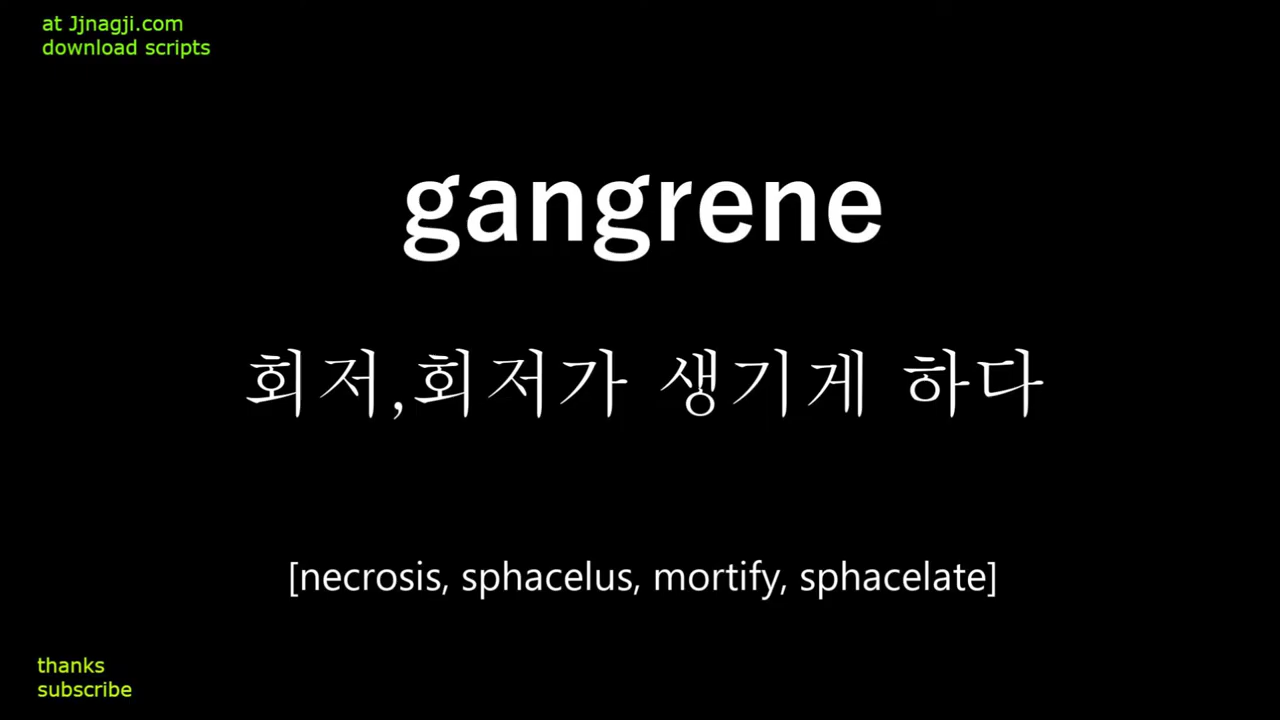 at Jjnagji.com
download scripts
gangrene
회저,회저가 생기게 하다
[necrosis, sphacelus, mortify, sphacelate]
thanks
subscribe